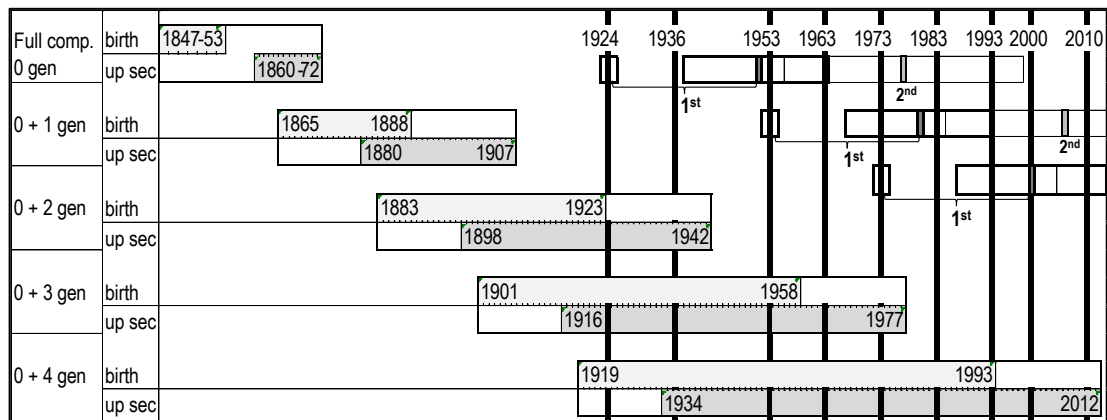 Full comp. birth 1847-53 1924 1936 1953 1963 1973 1983 1993 2000 2010
0 gen up sec 1860-72
1st 2nd
0 + 1 gen birth 1865 1888
up sec 1880 1907
1st 2nd
0 + 2 gen birth 1883 1923
1st
up sec 1898 1942
0 + 3 gen birth 1901 1958
up sec 1916 1977
0 + 4 gen birth 1919 1993
up sec 1934 2012